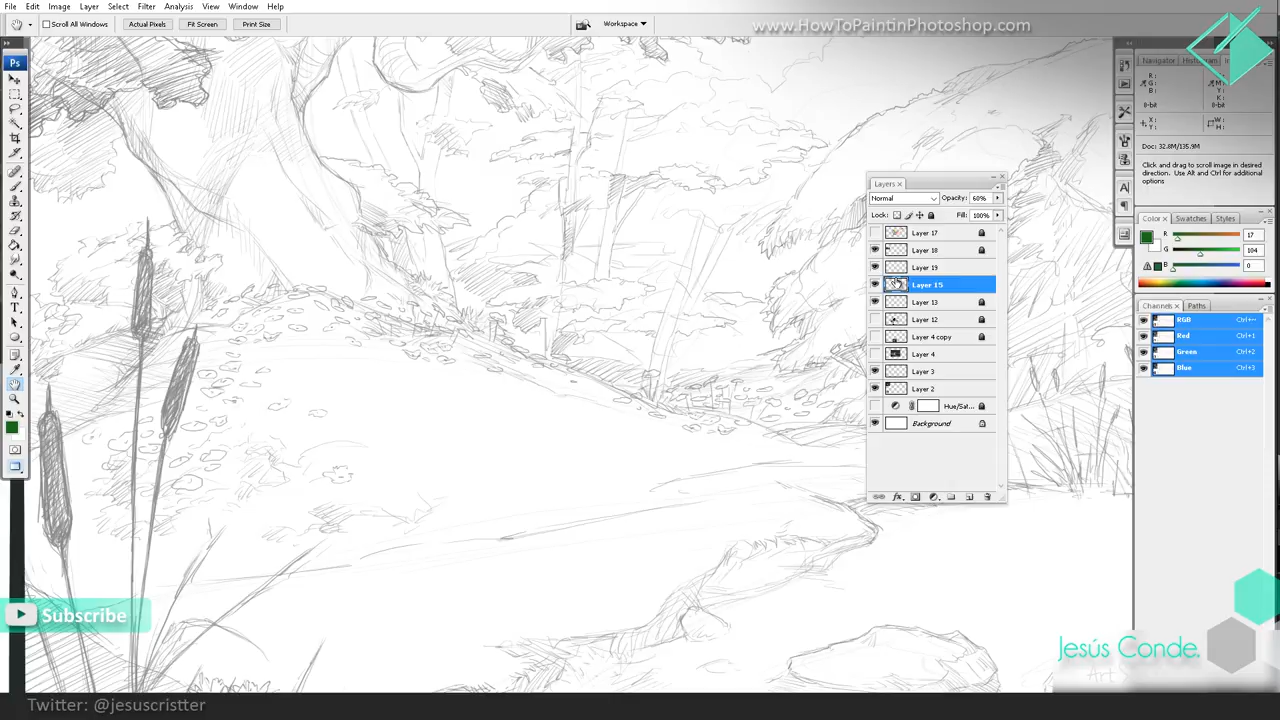 File Edit Image Layer Select Filter Analysis View Window Help
Scroll All Windows Actual Pixels Fit Screen Print Size Workspace
www.HowToPaintinPhotoshop.com
Ps
Navigator Histogram
R: G: B: 8-bit
C: M: Y: K: 8-bit
X: Y:
W: H:
Doc: 32.8M/135.9M
Click and drag to scroll image in desired
direction. Use Alt and Ctrl for additional
options
Color Swatches Styles
R 17
G 104
B 0
Channels Paths
RGB Ctrl+~
Red Ctrl+1
Green Ctrl+2
Blue Ctrl+3
Layers
Normal Opacity: 60%
Lock: Fill: 100%
Layer 17
Layer 18
Layer 19
Layer 15
Layer 13
Layer 12
Layer 4 copy
Layer 4
Layer 3
Layer 2
Hue/Sat...
Background
Subscribe
Jesús Conde.
Twitter: @jesuscristter